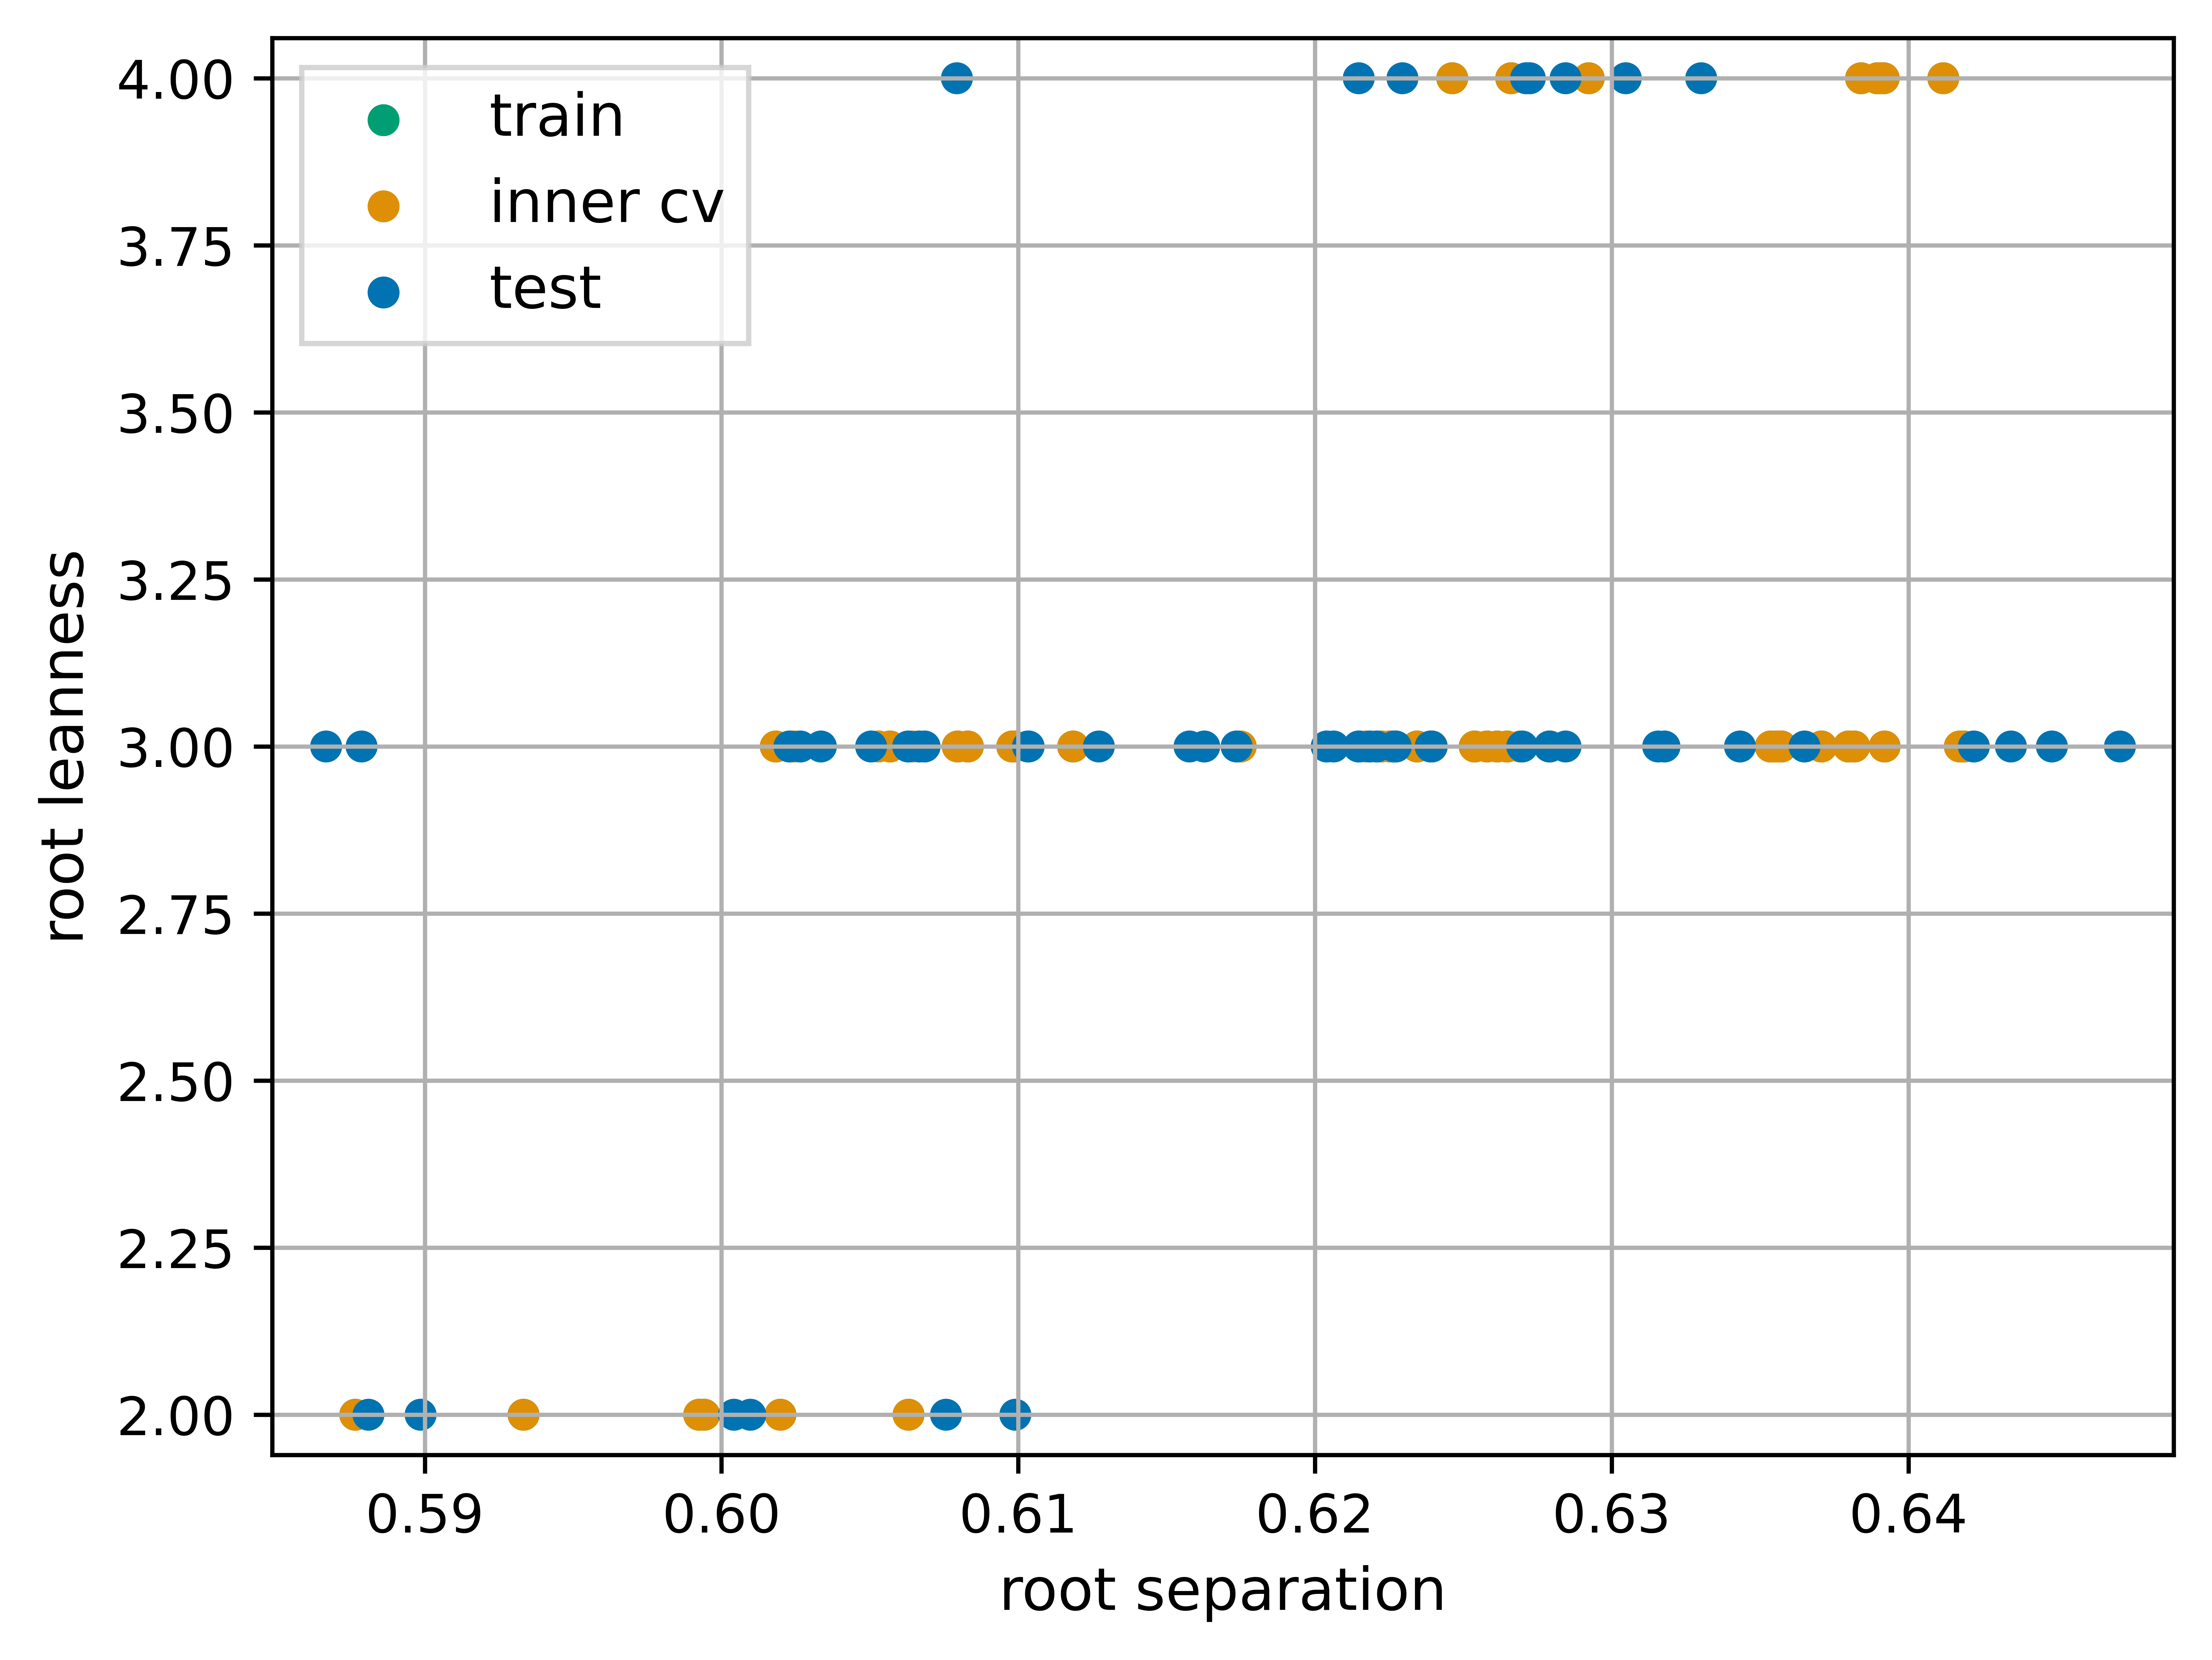 4.00
3.75
3.50
3.25
3.00
2.75
2.50
2.25
2.00
root leanness
train
inner cv
test
0.59 0.60 0.61 0.62 0.63 0.64
root separation